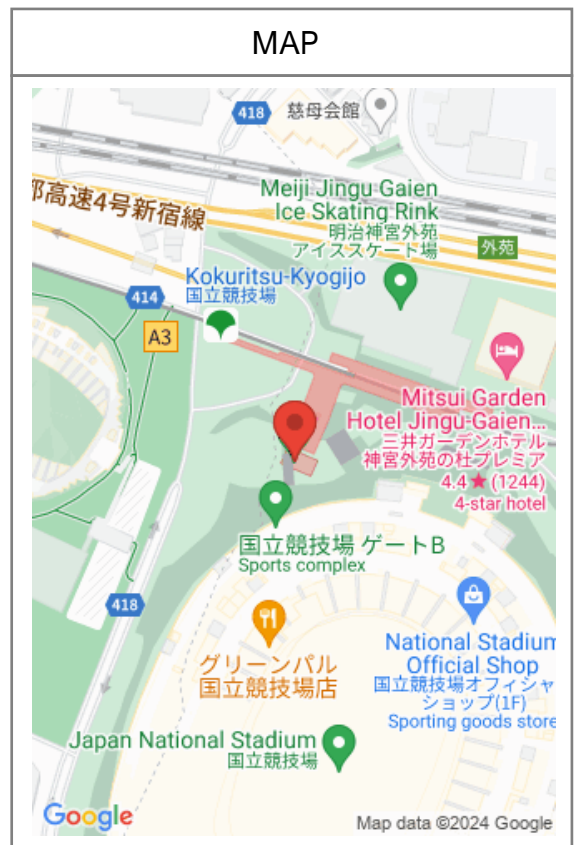 MAP
418
慈母会館
都高速4号新宿線
Meiji Jingu Gaien
Ice Skating Rink
明治神宮外苑
アイススケート場
外苑
Kokuritsu-Kyogijo
国立競技場
414
A3
Mitsui Garden
Hotel Jingu-Gaien...
三井ガーデンホテル
神宮外苑の杜プレミア
4.4★(1244)
4-star hotel
国立競技場 ゲートB
Sports complex
418
グリーンパル
国立競技場店
National Stadium
Official Shop
国立競技場オフィシャ
ショップ(1F)
Sporting goods store
Japan National Stadium
国立競技場
Google
Map data ©2024 Google